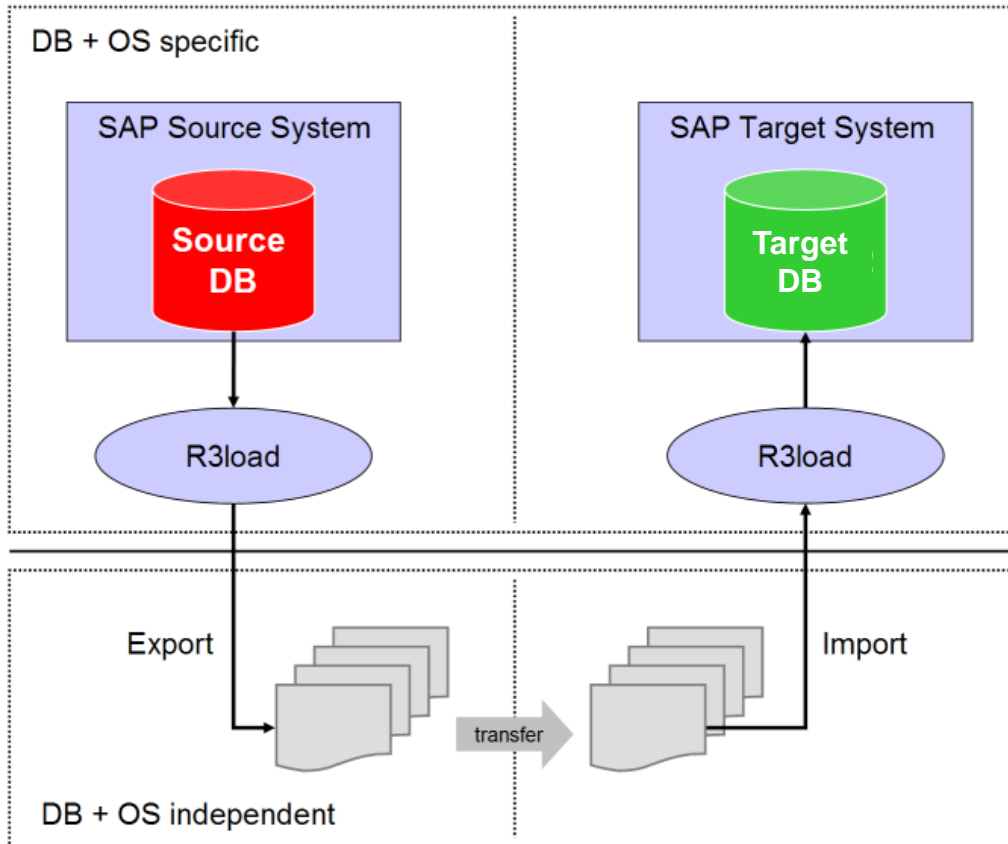 DB + OS specific
SAP Source System
SAP Target System
Source
DB
Target
DB
R3load
R3load
Export
Import
transfer
DB + OS independent